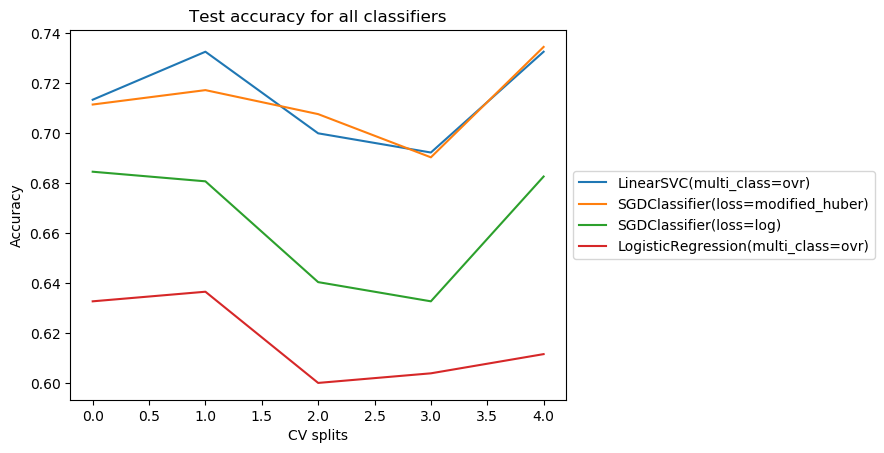 Test accuracy for all classifiers
0.74
0.72
0.70
0.68
0.66
0.64
0.62
0.60
Accuracy
0.0 0.5 1.0 1.5 2.0 2.5 3.0 3.5 4.0
CV splits
LinearSVC(multi_class=ovr)
SGDClassifier(loss=modified_huber)
SGDClassifier(loss=log)
LogisticRegression(multi_class=ovr)